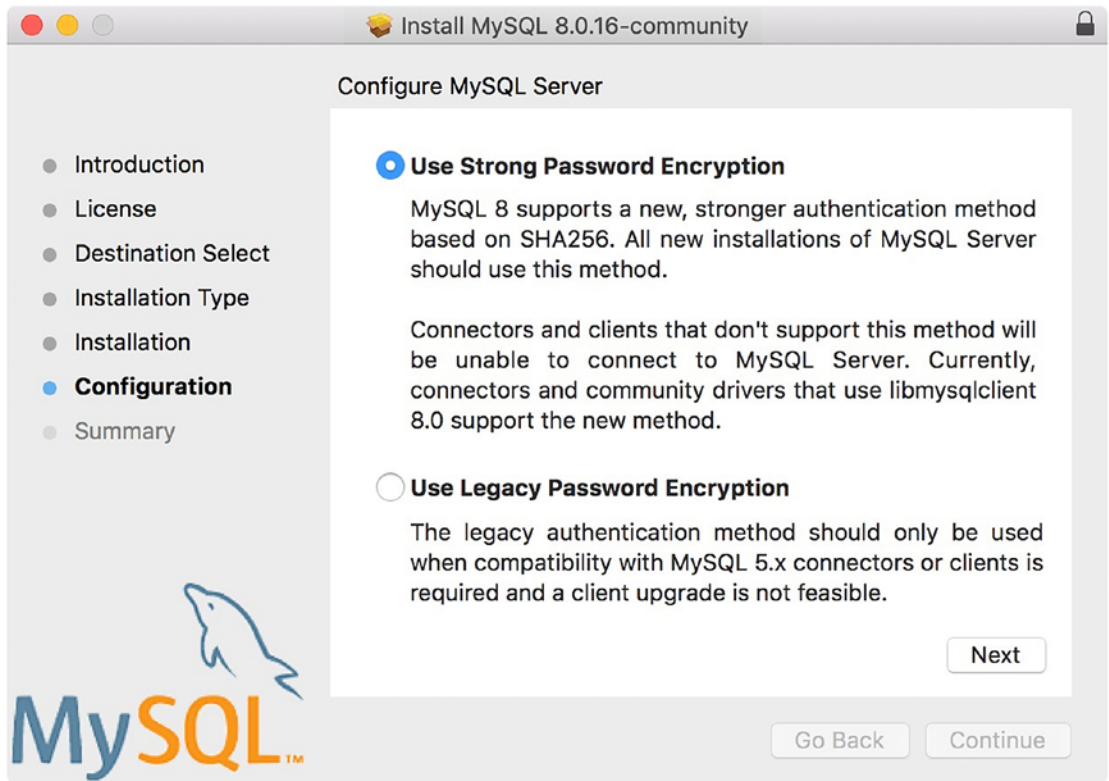 Install MySQL 8.0.16-community
Configure MySQL Server
Introduction
License
Destination Select
Installation Type
Installation
Configuration
Summary
Use Strong Password Encryption
MySQL 8 supports a new, stronger authentication method
based on SHA256. All new installations of MySQL Server
should use this method.
Connectors and clients that don't support this method will
be unable to connect to MySQL Server. Currently,
connectors and community drivers that use libmysqlclient
8.0 support the new method.
Use Legacy Password Encryption
The legacy authentication method should only be used
when compatibility with MySQL 5.x connectors or clients is
required and a client upgrade is not feasible.
Next
MySQL™
Go Back
Continue